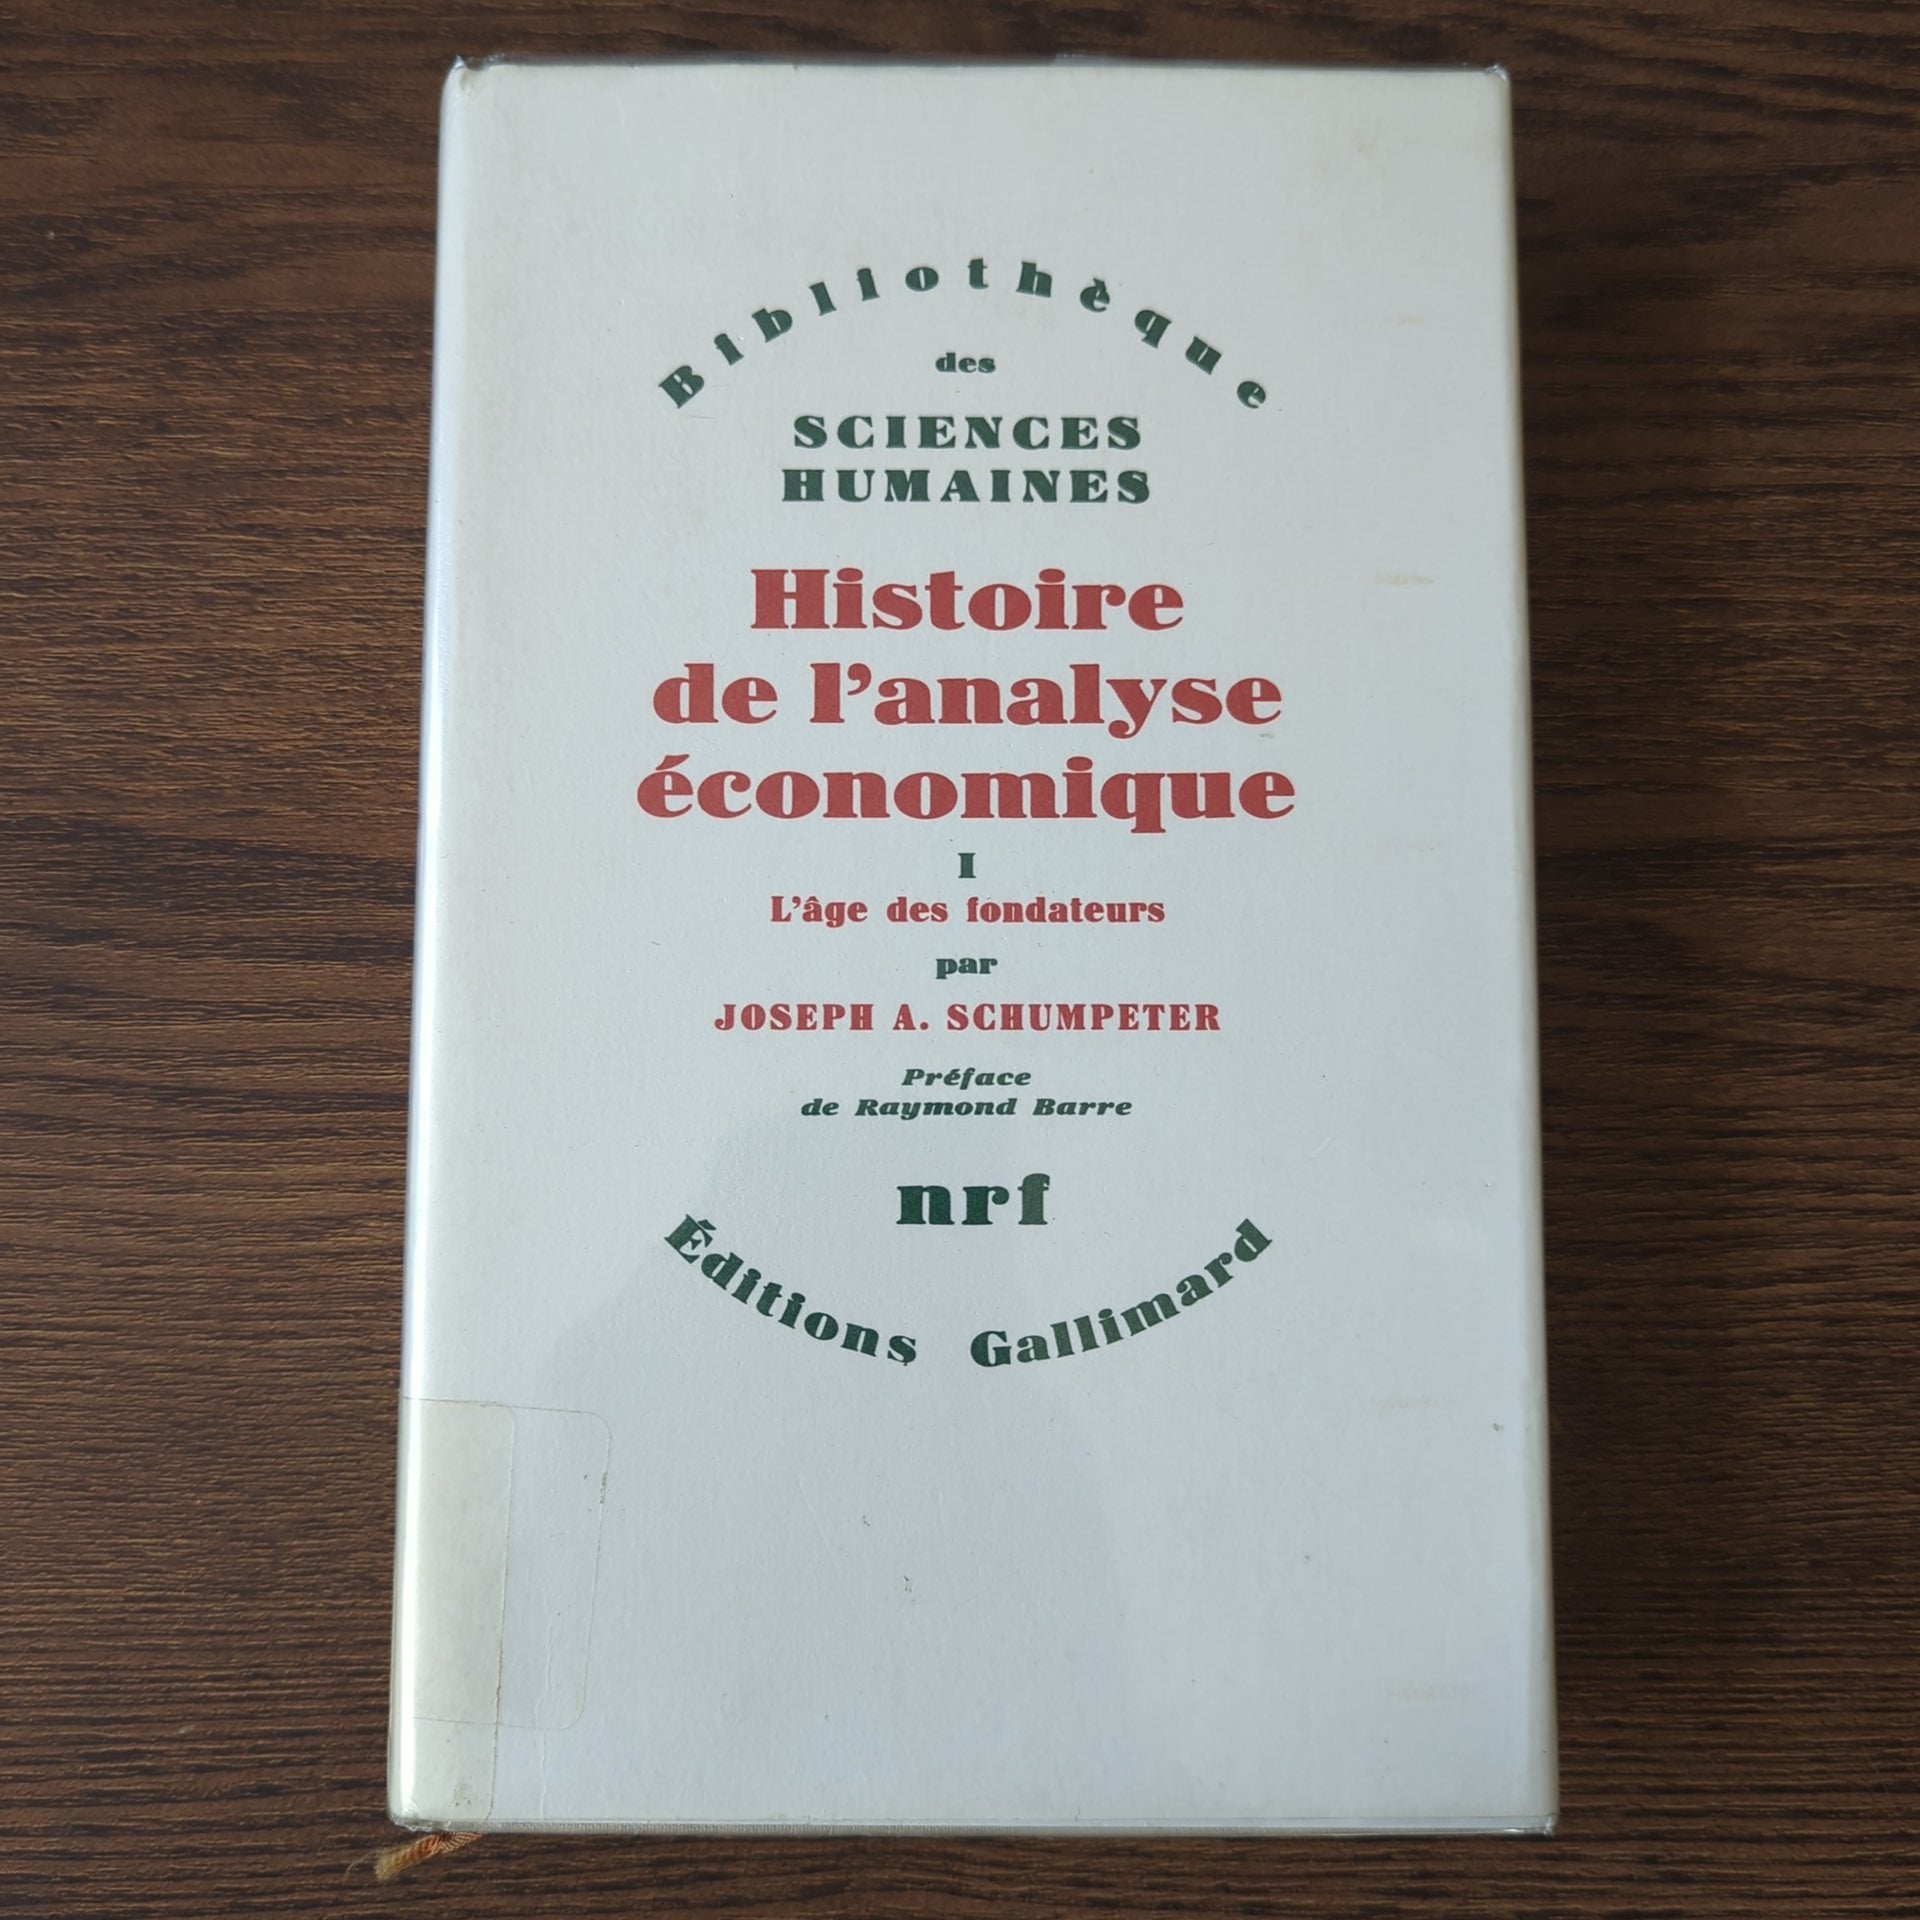 Bibliothèque
des
SCIENCES
HUMAINES
Histoire
de l'analyse
économique
I
L'âge des fondateurs
par
JOSEPH A. SCHUMPETER
Préface
de Raymond Barre
nrf
Éditions Gallimard